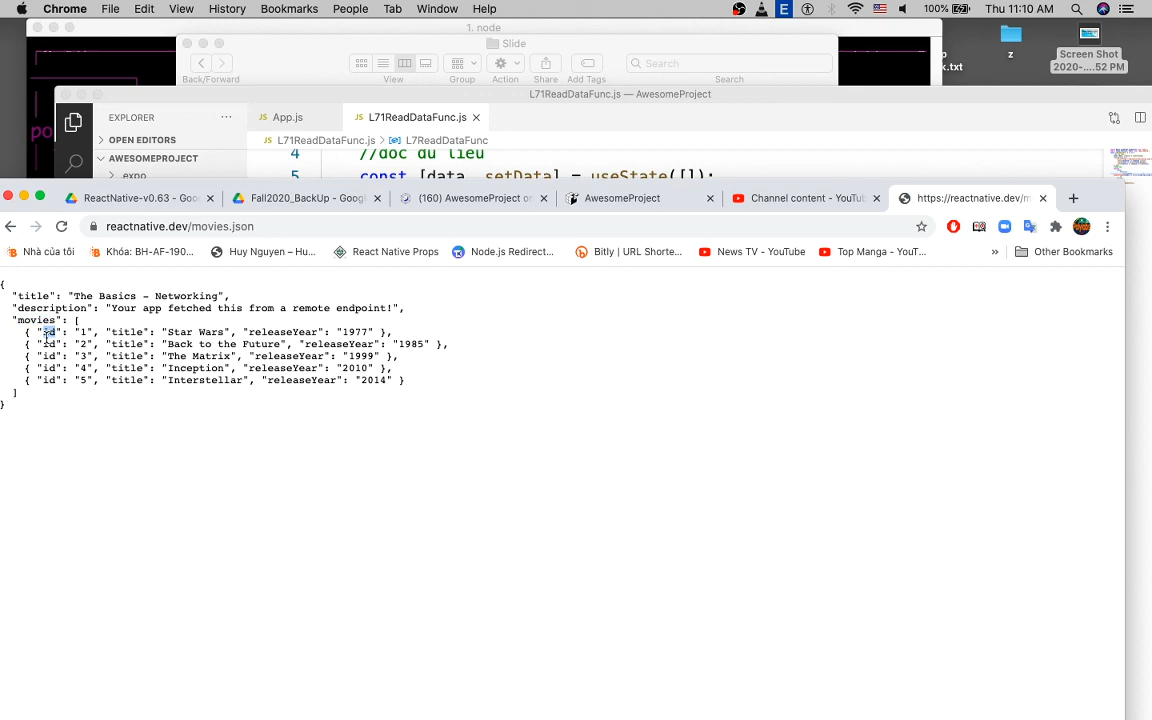 Chrome File Edit View History Bookmarks People Tab Window Help 100% Thu 11:10 AM
1. node
Slide
Back/Forward View Group Action Share Add Tags Search
Search
z
Screen Shot
2020-....52 PM
k.txt
L71ReadDataFunc.js — AwesomeProject
EXPLORER ... App.js L71ReadDataFunc.js
OPEN EDITORS L71ReadDataFunc.js > L7ReadDataFunc
AWESOMEPROJECT
.expo
4 //doc du lieu
5 const [data, setData] = useState([]);
po
ReactNative-v0.63 - Goo AwesomeProject
Fall2020_BackUp - Googl
(160) AwesomeProject or
Channel content - YouTu
https://reactnative.dev/m
reactnative.dev/movies.json
Nhà của tôi Khóa: BH-AF-190... Huy Nguyen – Hu... React Native Props Node.js Redirect... Bitly | URL Shorte... News TV - YouTube Top Manga - YouT... » Other Bookmarks
{
"title": "The Basics - Networking",
"description": "Your app fetched this from a remote endpoint!",
"movies": [
{ "id": "1", "title": "Star Wars", "releaseYear": "1977" },
{ "id": "2", "title": "Back to the Future", "releaseYear": "1985" },
{ "id": "3", "title": "The Matrix", "releaseYear": "1999" },
{ "id": "4", "title": "Inception", "releaseYear": "2010" },
{ "id": "5", "title": "Interstellar", "releaseYear": "2014" }
]
}